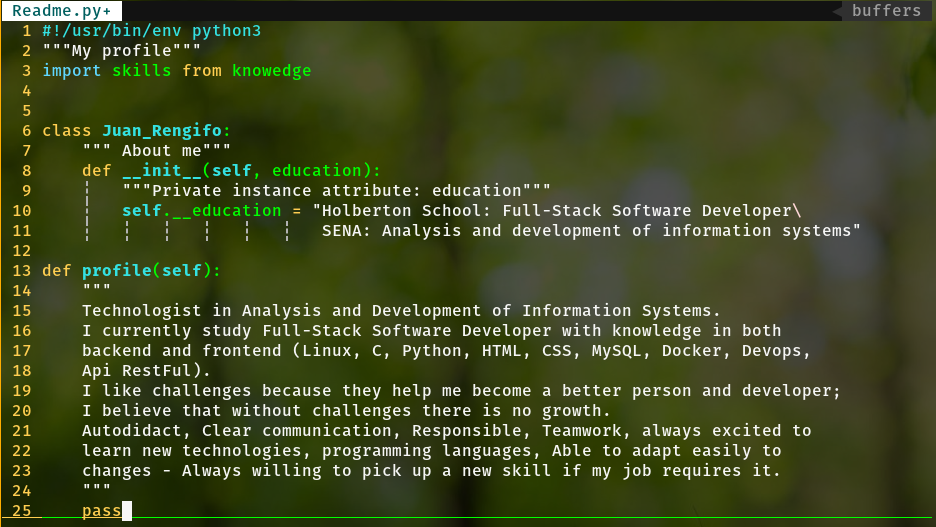 Readme.py+ buffers
1 #!/usr/bin/env python3
2 """My profile"""
3 import skills from knowedge
4
5
6 class Juan_Rengifo:
7     """ About me"""
8     def __init__(self, education):
9         """Private instance attribute: education"""
10         self.__education = "Holberton School: Full-Stack Software Developer\
11                             SENA: Analysis and development of information systems"
12
13 def profile(self):
14     """
15     Technologist in Analysis and Development of Information Systems.
16     I currently study Full-Stack Software Developer with knowledge in both
17     backend and frontend (Linux, C, Python, HTML, CSS, MySQL, Docker, Devops,
18     Api RestFul).
19     I like challenges because they help me become a better person and developer;
20     I believe that without challenges there is no growth.
21     Autodidact, Clear communication, Responsible, Teamwork, always excited to
22     learn new technologies, programming languages, Able to adapt easily to
23     changes - Always willing to pick up a new skill if my job requires it.
24     """
25     pass